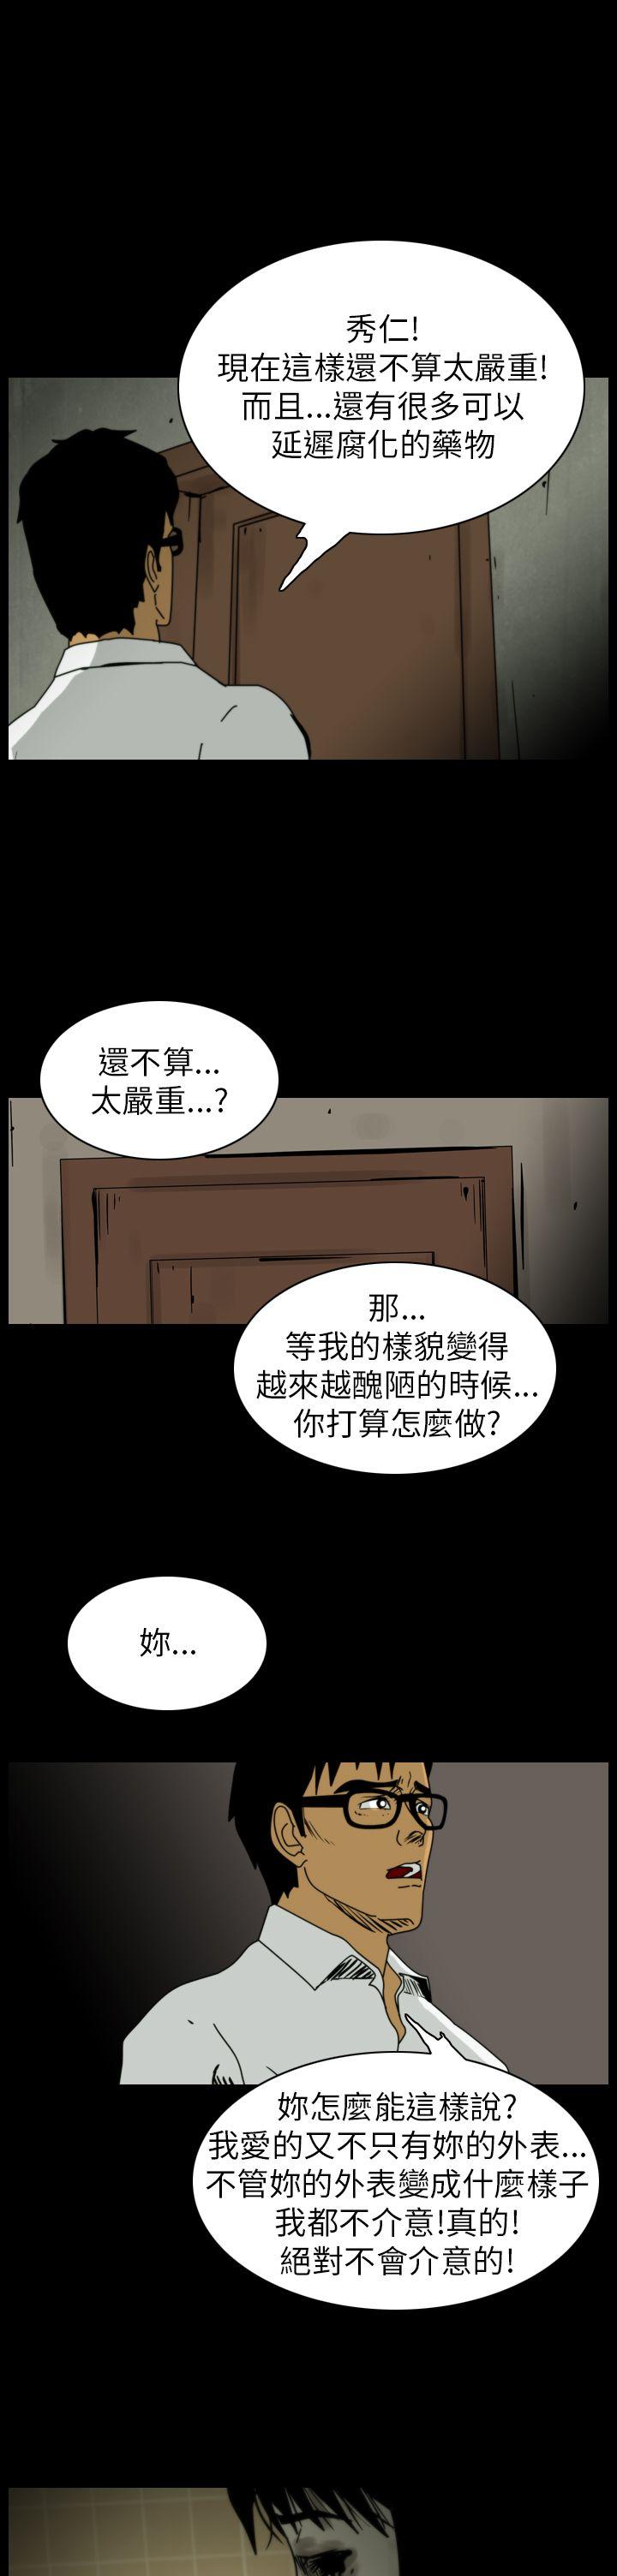 秀仁!
現在這樣還不算太嚴重!
而且...還有很多可以
延遲腐化的藥物
還不算...
太嚴重...?
那...
等我的樣貌變得
越來越醜陋的時候...
你打算怎麼做?
妳...
妳怎麼能這樣說?
我愛的又不只有妳的外表...
不管妳的外表變成什麼樣子
我都不介意!真的!
絕對不會介意的!